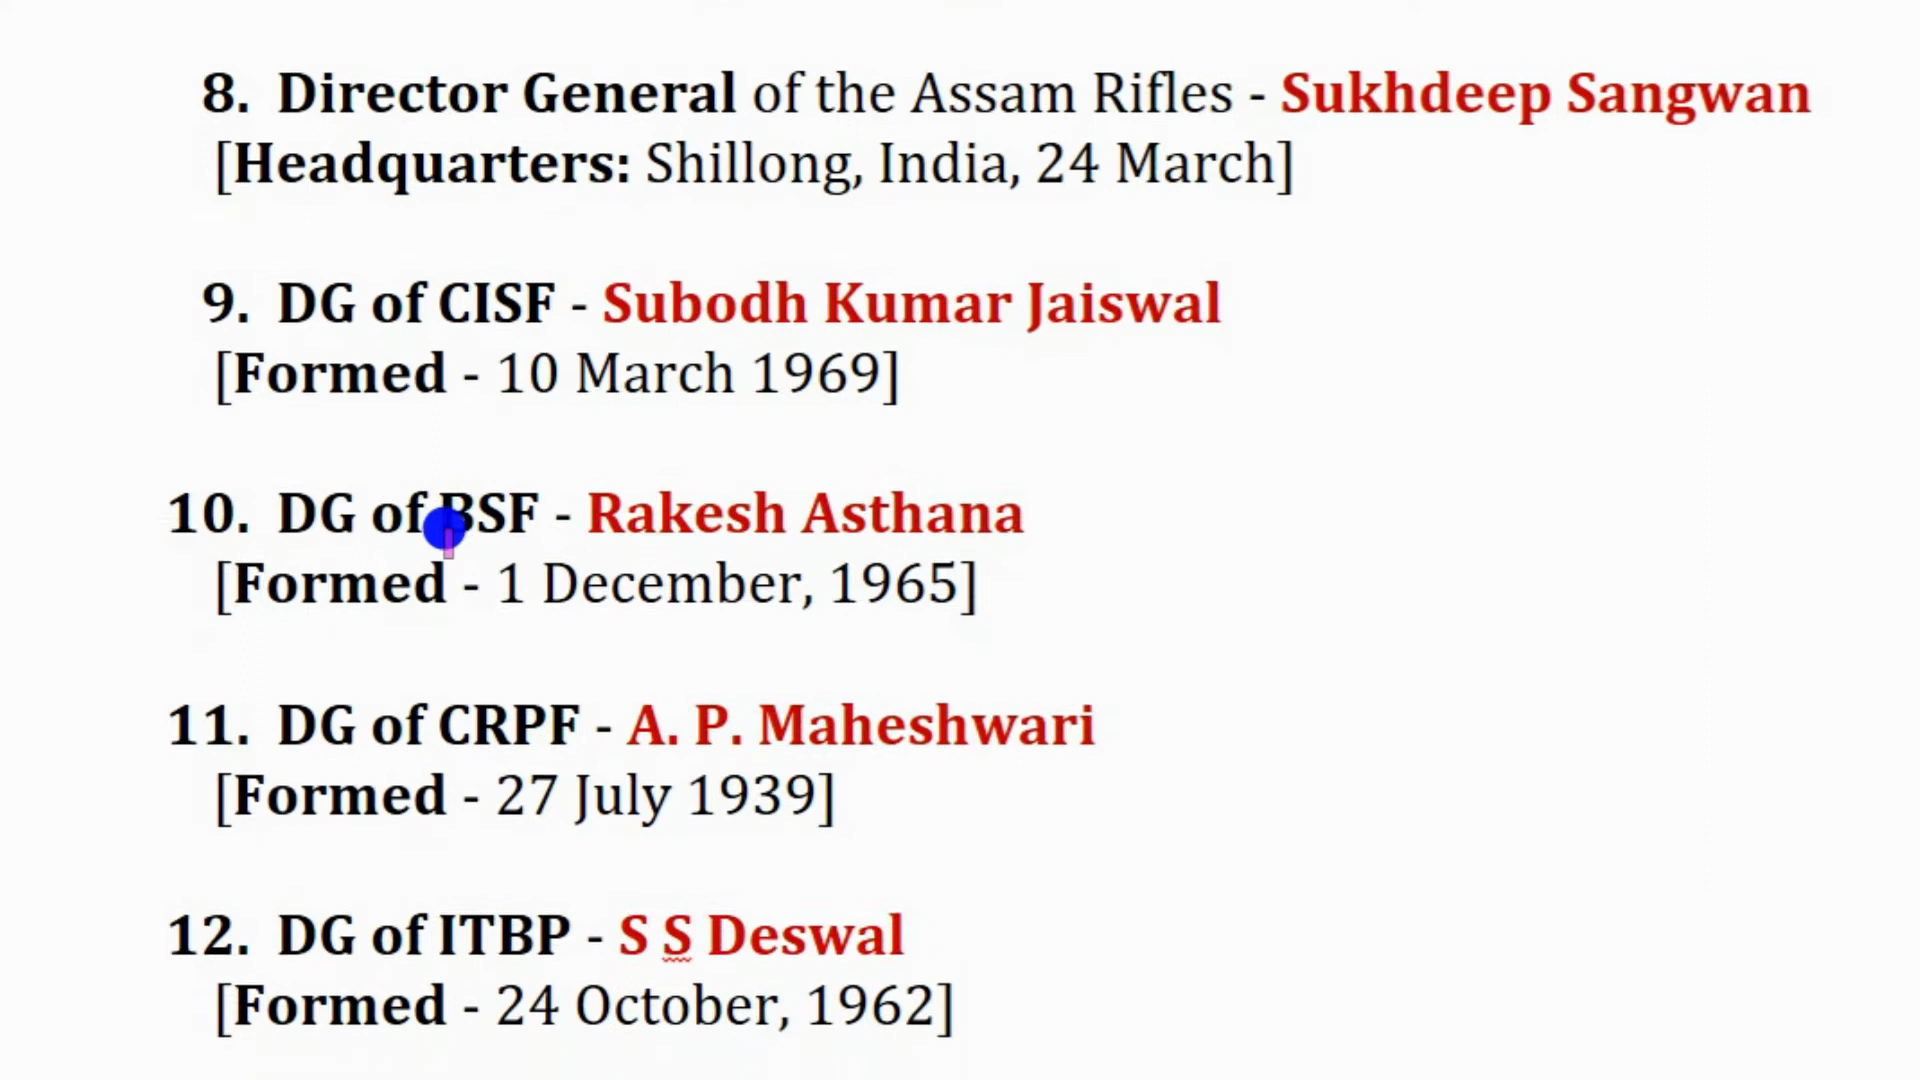 8. Director General of the Assam Rifles - Sukhdeep Sangwan
[Headquarters: Shillong, India, 24 March]
9. DG of CISF - Subodh Kumar Jaiswal
[Formed - 10 March 1969]
10. DG of BSF - Rakesh Asthana
[Formed - 1 December, 1965]
11. DG of CRPF - A. P. Maheshwari
[Formed - 27 July 1939]
12. DG of ITBP - S S Deswal
[Formed - 24 October, 1962]